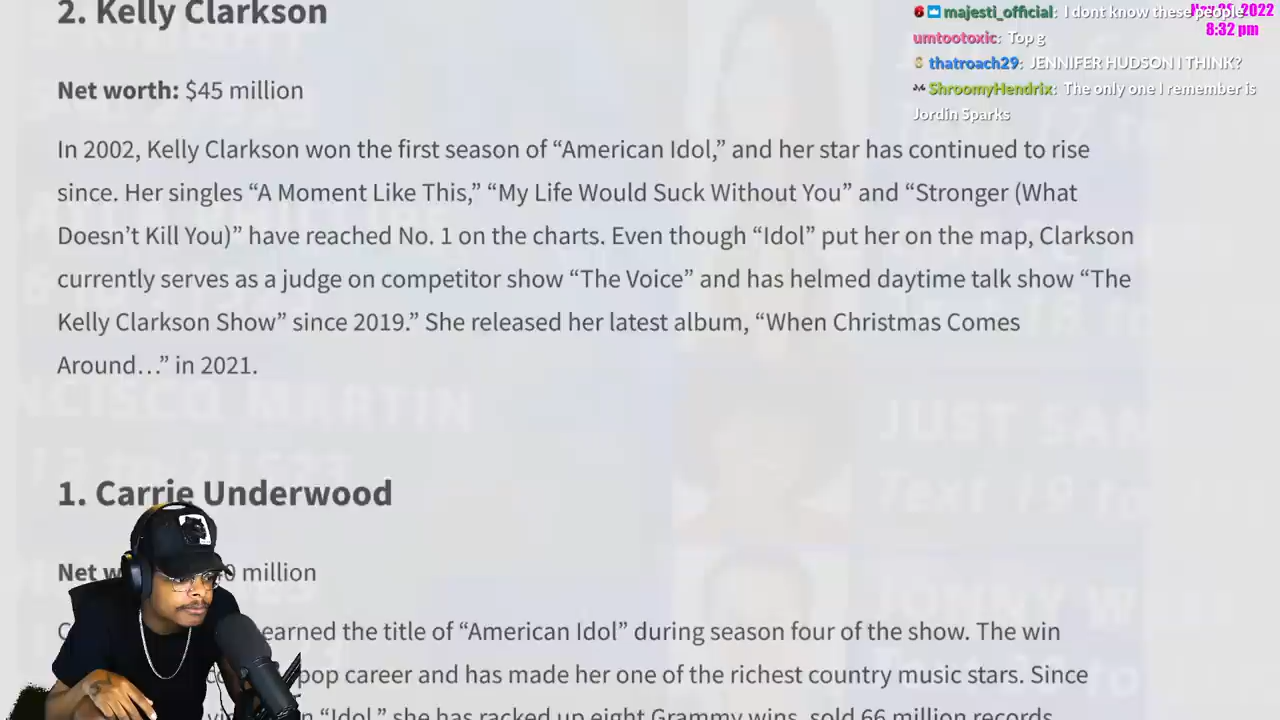 2. Kelly Clarkson
majesti_official: I dont know these people
2022
8:32 pm
umtootoxic: Top g
thatroach29: JENNIFER HUDSON I THINK?
ShroomyHendrix: The only one I remember is
Jordin Sparks
Net worth: $45 million
In 2002, Kelly Clarkson won the first season of “American Idol,” and her star has continued to rise
since. Her singles “A Moment Like This,” “My Life Would Suck Without You” and “Stronger (What
Doesn’t Kill You)” have reached No. 1 on the charts. Even though “Idol” put her on the map, Clarkson
currently serves as a judge on competitor show “The Voice” and has helmed daytime talk show “The
Kelly Clarkson Show” since 2019.” She released her latest album, “When Christmas Comes
Around…” in 2021.
MARTIN
JUST SAN
Text 19 to
1. Carrie Underwood
Net 0 million
earned the title of “American Idol” during season four of the show. The win
pop career and has made her one of the richest country music stars. Since
“Idol,” she has racked up eight Grammy wins, sold 66 million records